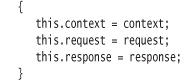 {
this.context = context;
this.request = request;
this.response = response;
}